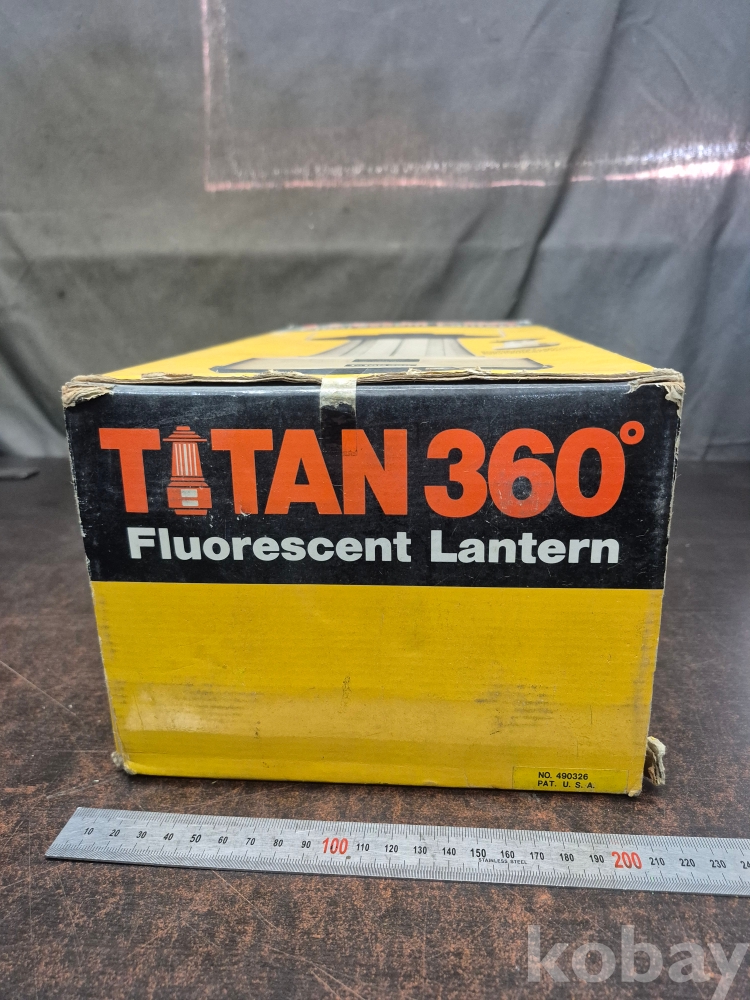 TITAN 360°
Fluorescent Lantern
NO. 490326
PAT. U. S. A.
10 20 30 40 50 60 70 80 90 100 110 120 130 140 150 160 170 180 190 200 210 220 230
STAINLESS STEEL
kobay